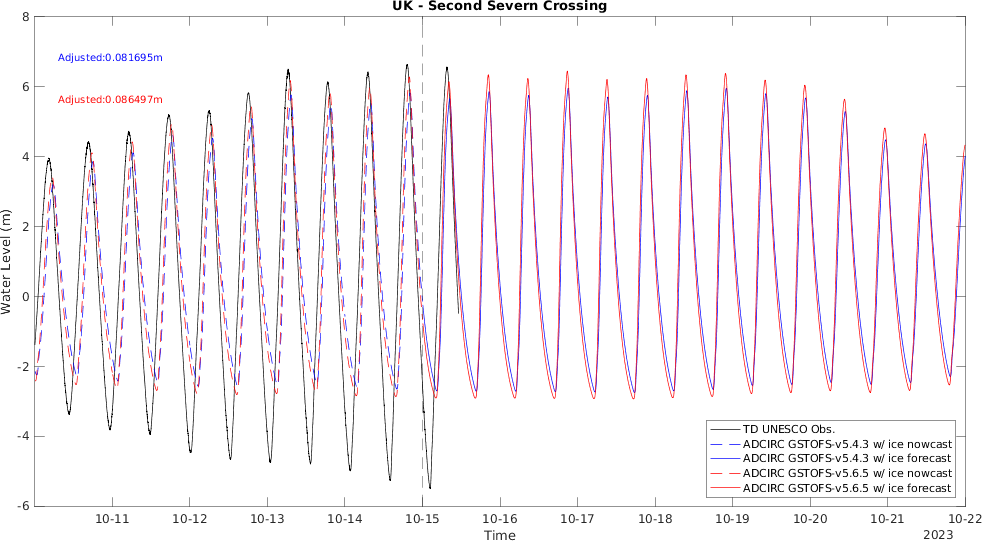 UK - Second Severn Crossing
8
6
4
2
0
-2
-4
-6
Water Level (m)
Adjusted:0.081695m
Adjusted:0.086497m
TD UNESCO Obs.
ADCIRC GSTOFS-v5.4.3 w/ ice nowcast
ADCIRC GSTOFS-v5.4.3 w/ ice forecast
ADCIRC GSTOFS-v5.6.5 w/ ice nowcast
ADCIRC GSTOFS-v5.6.5 w/ ice forecast
10-11 10-12 10-13 10-14 10-15 10-16 10-17 10-18 10-19 10-20 10-21 10-22
Time
2023